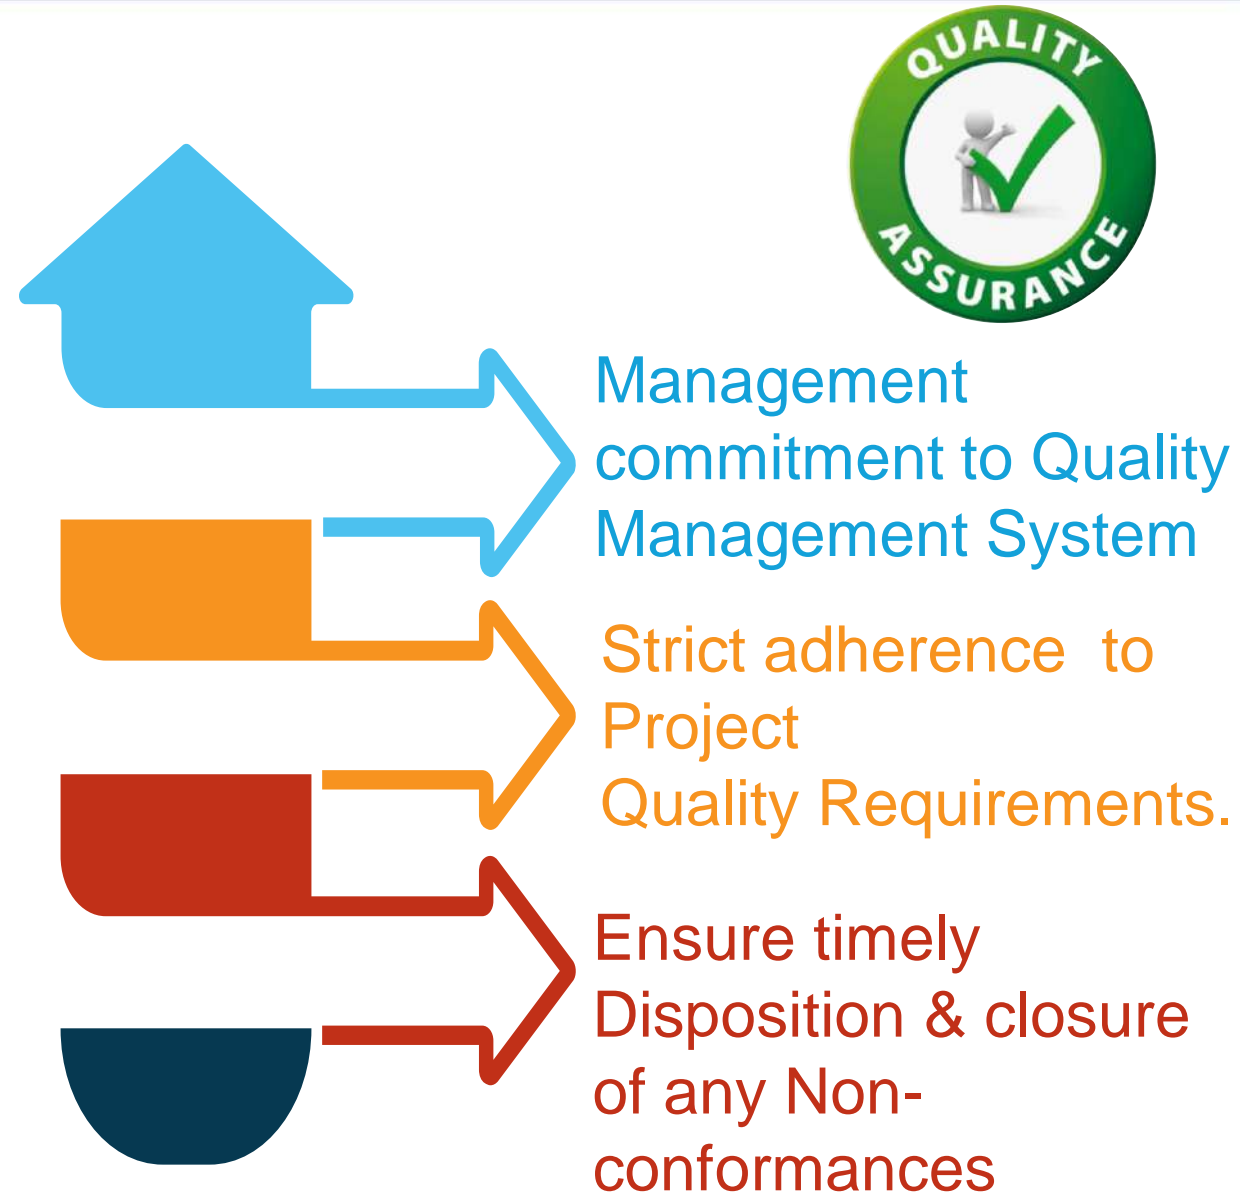 QUALITY
ASSURANCE
Management
commitment to Quality
Management System
Strict adherence  to
Project
Quality Requirements.
Ensure timely
Disposition & closure
of any Non-
conformances